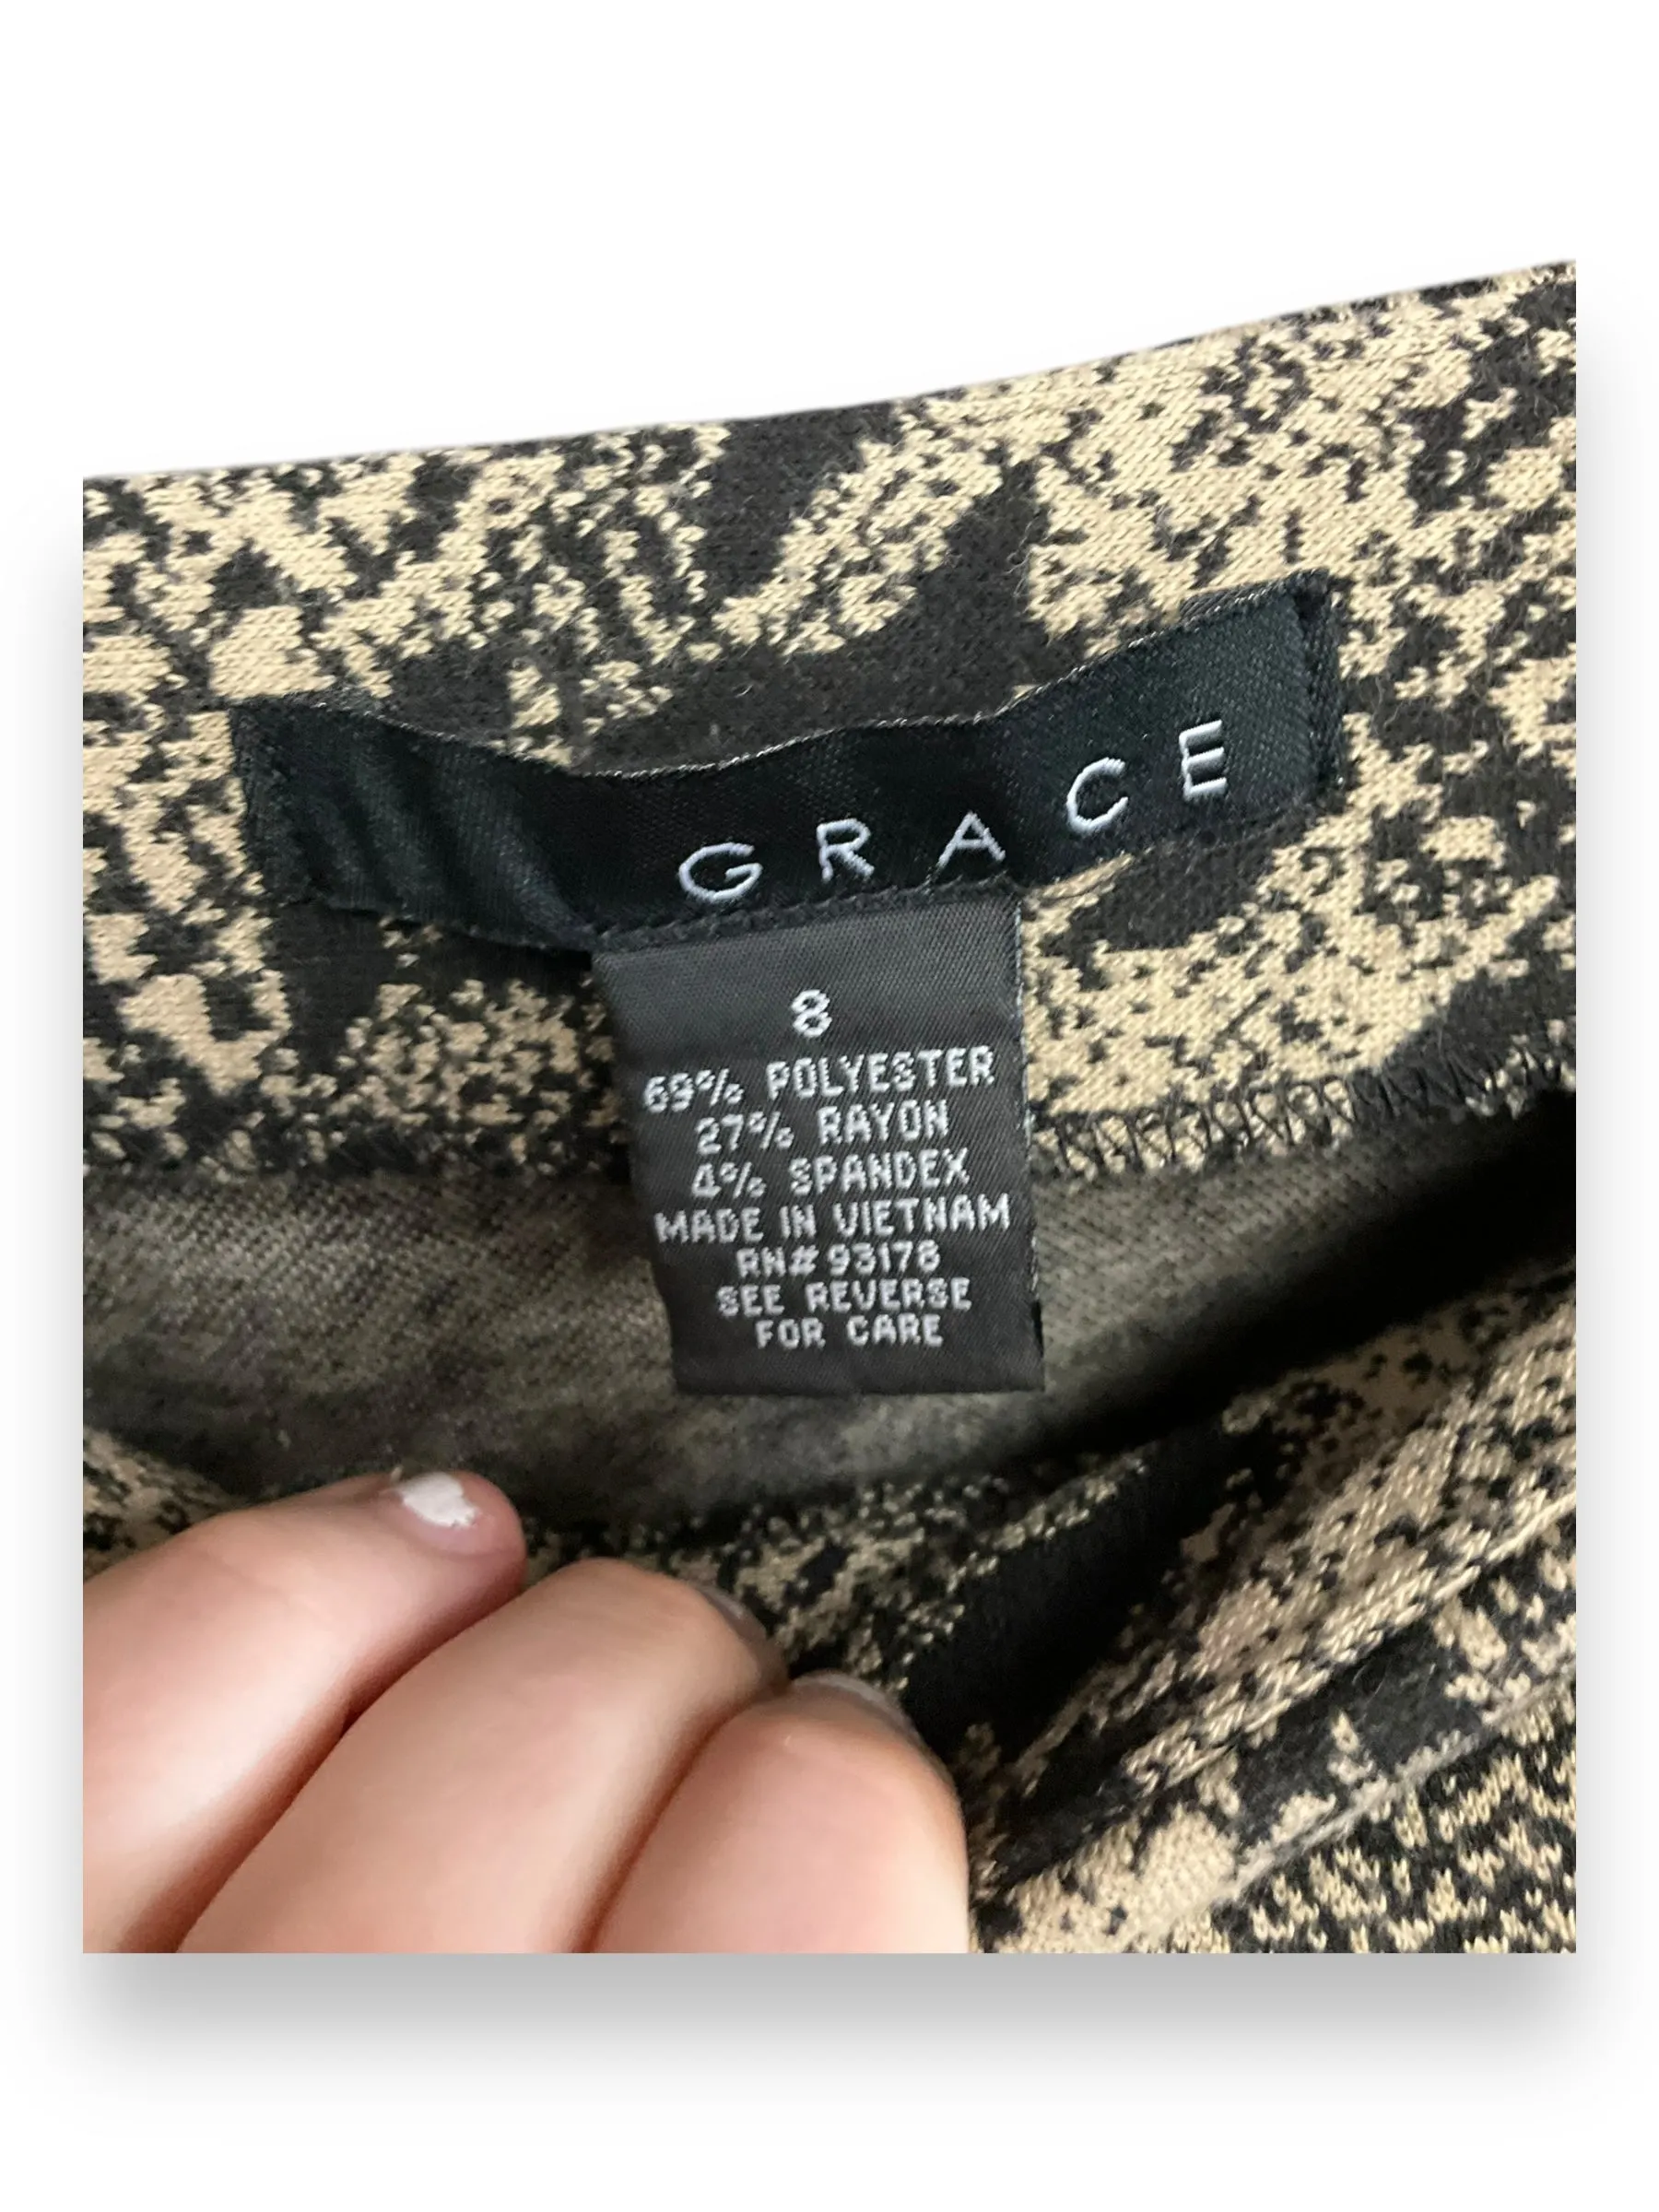 GRACE
8
69% POLYESTER
27% RAYON
4% SPANDEX
MADE IN VIETNAM
RN# 93178
SEE REVERSE
FOR CARE